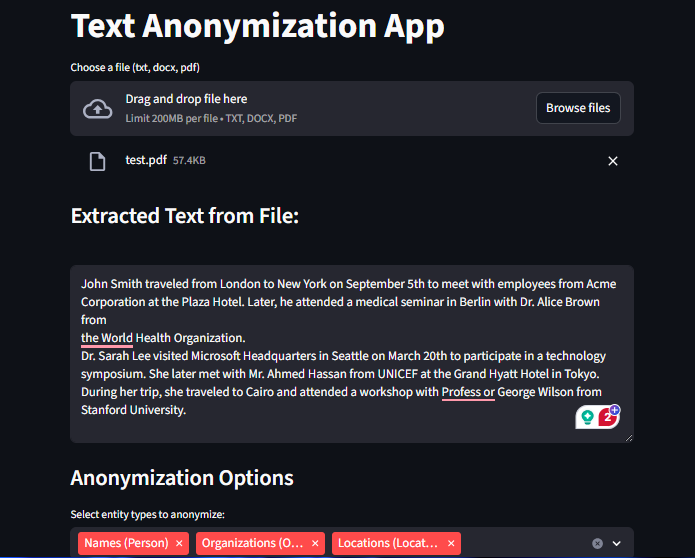 Text Anonymization App
Choose a file (txt, docx, pdf)
Drag and drop file here
Limit 200MB per file • TXT, DOCX, PDF
Browse files
test.pdf 57.4KB
Extracted Text from File:
John Smith traveled from London to New York on September 5th to meet with employees from Acme
Corporation at the Plaza Hotel. Later, he attended a medical seminar in Berlin with Dr. Alice Brown
from
the World Health Organization.
Dr. Sarah Lee visited Microsoft Headquarters in Seattle on March 20th to participate in a technology
symposium. She later met with Mr. Ahmed Hassan from UNICEF at the Grand Hyatt Hotel in Tokyo.
During her trip, she traveled to Cairo and attended a workshop with Profess or George Wilson from
Stanford University.
2
Anonymization Options
Select entity types to anonymize:
Names (Person) × Organizations (O... × Locations (Locat... ×